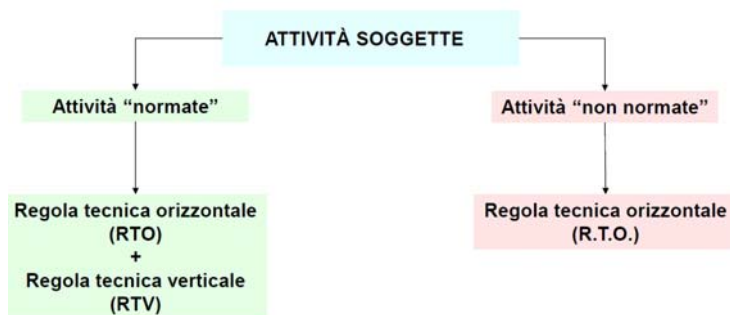 ATTIVITÀ SOGGETTE
Attività “normate”
Attività “non normate”
Regola tecnica orizzontale
(RTO)
+
Regola tecnica verticale
(RTV)
Regola tecnica orizzontale
(R.T.O.)